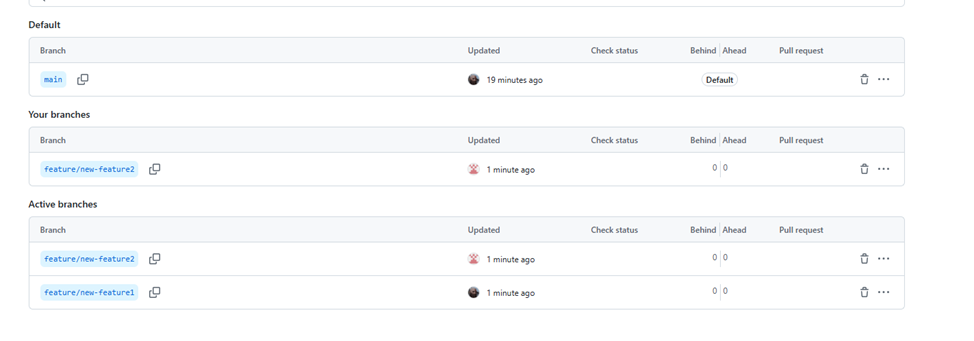 Default
Branch Updated Check status Behind Ahead Pull request
main 19 minutes ago Default
Your branches
Branch Updated Check status Behind Ahead Pull request
feature/new-feature2 1 minute ago 0 0
Active branches
Branch Updated Check status Behind Ahead Pull request
feature/new-feature2 1 minute ago 0 0
feature/new-feature1 1 minute ago 0 0